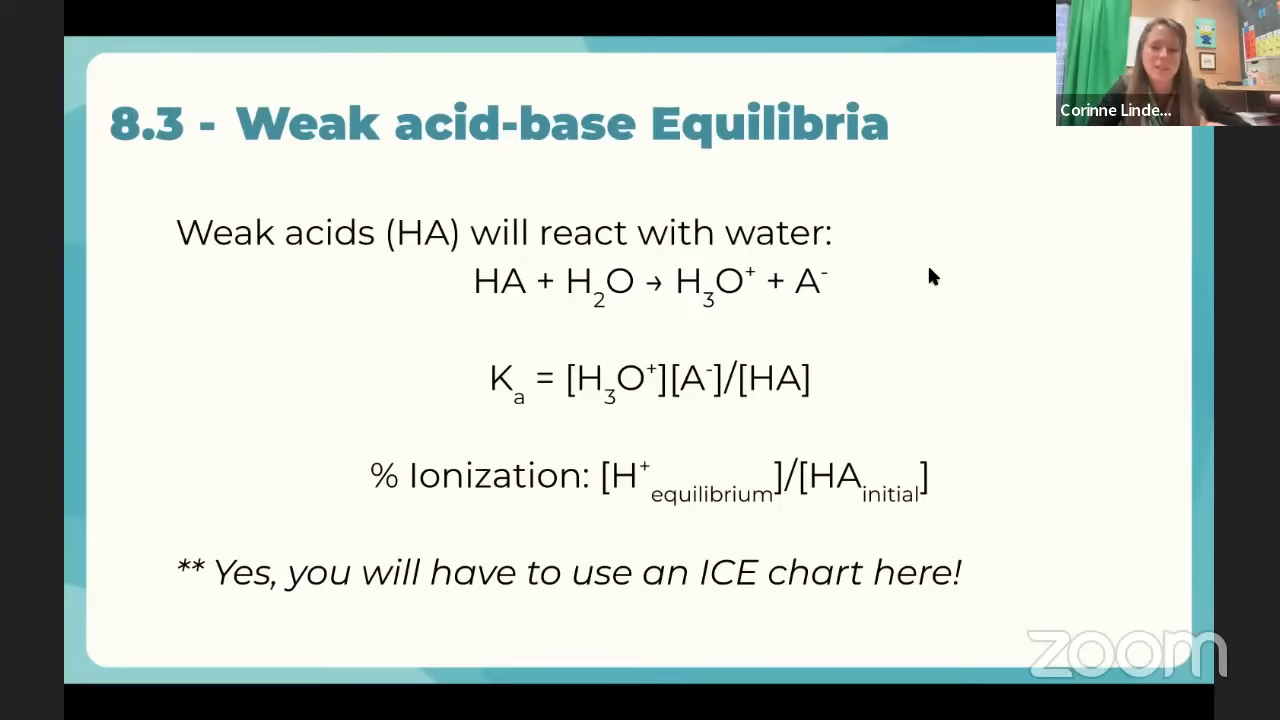 Corinne Linde...
8.3 - Weak acid-base Equilibria
Weak acids (HA) will react with water:
HA + H₂O → H₃O⁺ + A⁻
Kₐ = [H₃O⁺][A⁻]/[HA]
% Ionization: [H⁺equilibrium]/[HAinitial]
** Yes, you will have to use an ICE chart here!
zoom